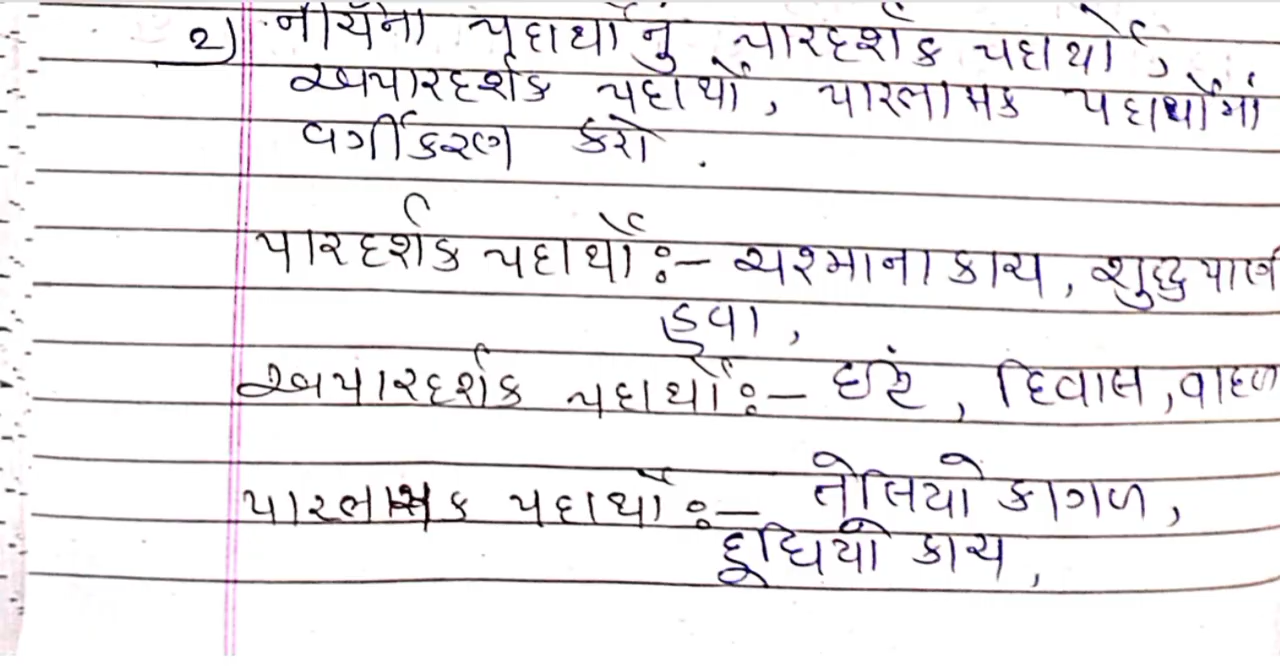 ૨) નીચેના પદાર્થોનું પારદર્શક પદાર્થો,
અપારદર્શક પદાર્થો, પારભાસક પદાર્થોમાં
વર્ગીકરણ કરો.
પારદર્શક પદાર્થો :- ચશ્માના કાચ, શુદ્ધ પાણી
હવા,
અપારદર્શક પદાર્થો :- ઈંટ, દિવાલ, વાદળ
પારભાસક પદાર્થો :- તેલિયો કાગળ,
દૂધિયો કાચ,